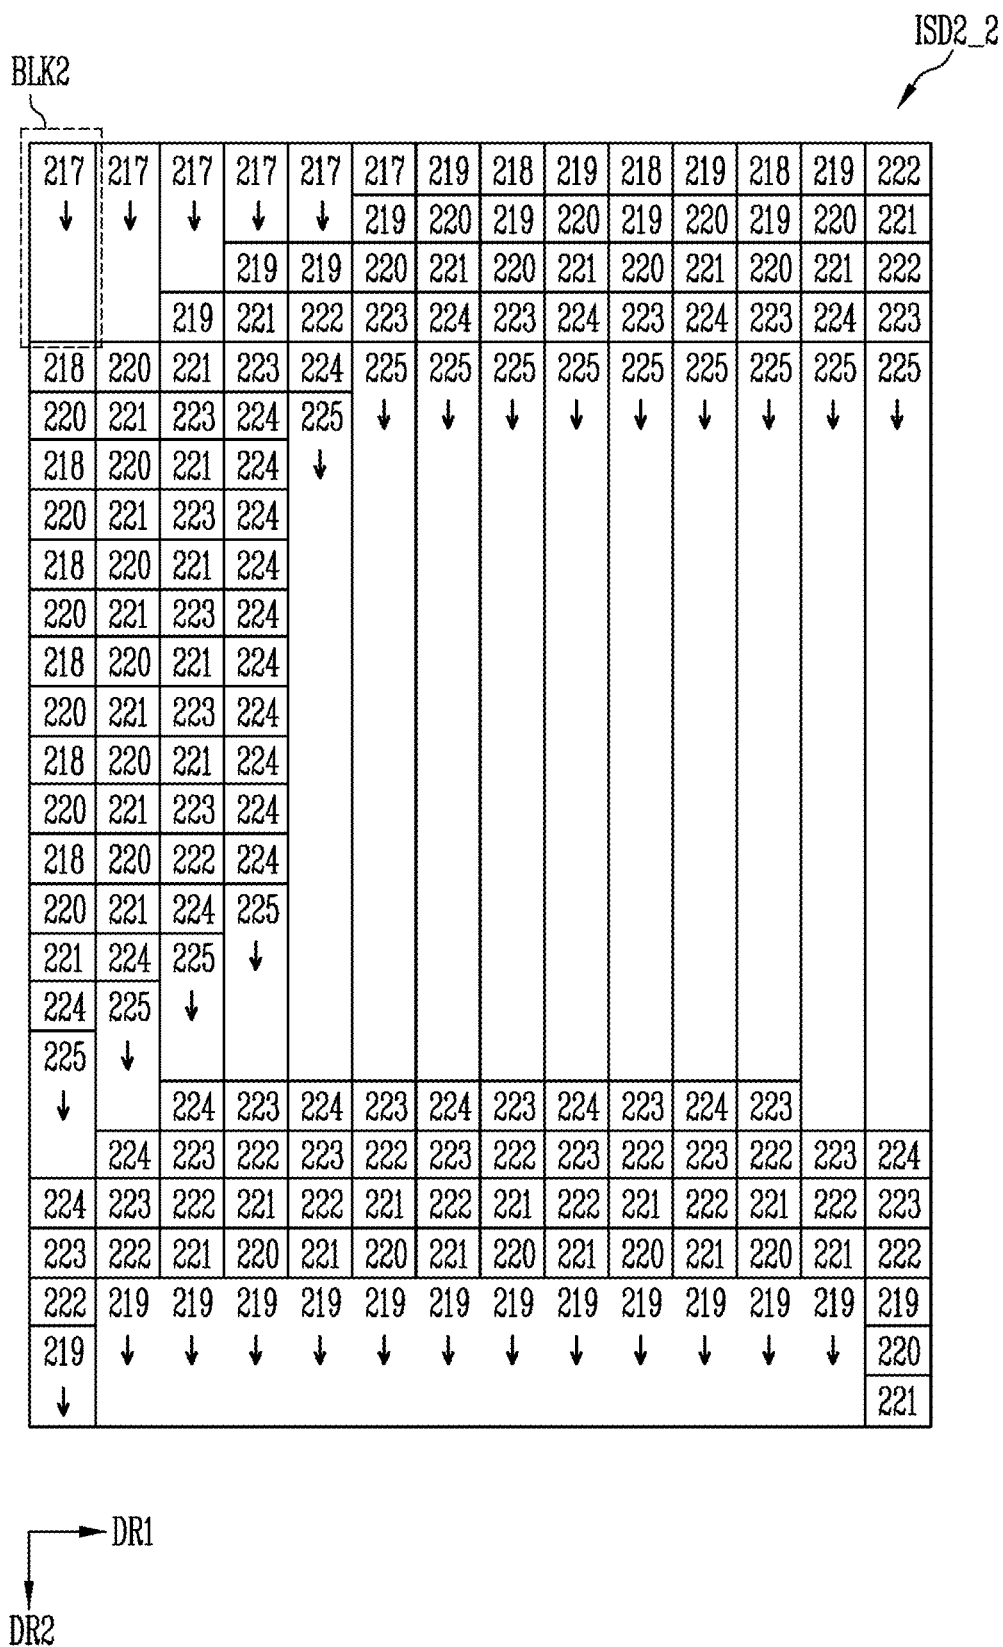 ISD2_2
BLK2
217 217 217 217 217 217 219 218 219 218 219 218 219 222
↓ ↓ ↓ ↓ ↓ 219 220 219 220 219 220 219 220 221
219 219 220 221 220 221 220 221 220 221 222
219 221 222 223 224 223 224 223 224 223 224 223
218 220 221 223 224 225 225 225 225 225 225 225 225 225
220 221 223 224 225 ↓ ↓ ↓ ↓ ↓ ↓ ↓ ↓ ↓
218 220 221 224 ↓
220 221 223 224
218 220 221 224
220 221 223 224
218 220 221 224
220 221 223 224
218 220 221 224
220 221 223 224
218 220 222 224
220 221 224 225
221 224 225 ↓
224 225 ↓
225 ↓
↓ 224 223 224 223 224 223 224 223 224 223
224 223 222 223 222 223 222 223 222 223 222 223 224
224 223 222 221 222 221 222 221 222 221 222 221 222 223
223 222 221 220 221 220 221 220 221 220 221 220 221 222
222 219 219 219 219 219 219 219 219 219 219 219 219 219
219 ↓ ↓ ↓ ↓ ↓ ↓ ↓ ↓ ↓ ↓ ↓ ↓ 220
↓ 221
DR1
DR2